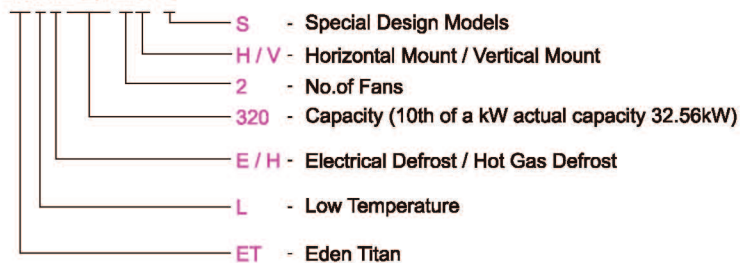 S - Special Design Models
H / V - Horizontal Mount / Vertical Mount
2 - No.of Fans
320 - Capacity (10th of a kW actual capacity 32.56kW)
E / H - Electrical Defrost / Hot Gas Defrost
L - Low Temperature
ET - Eden Titan